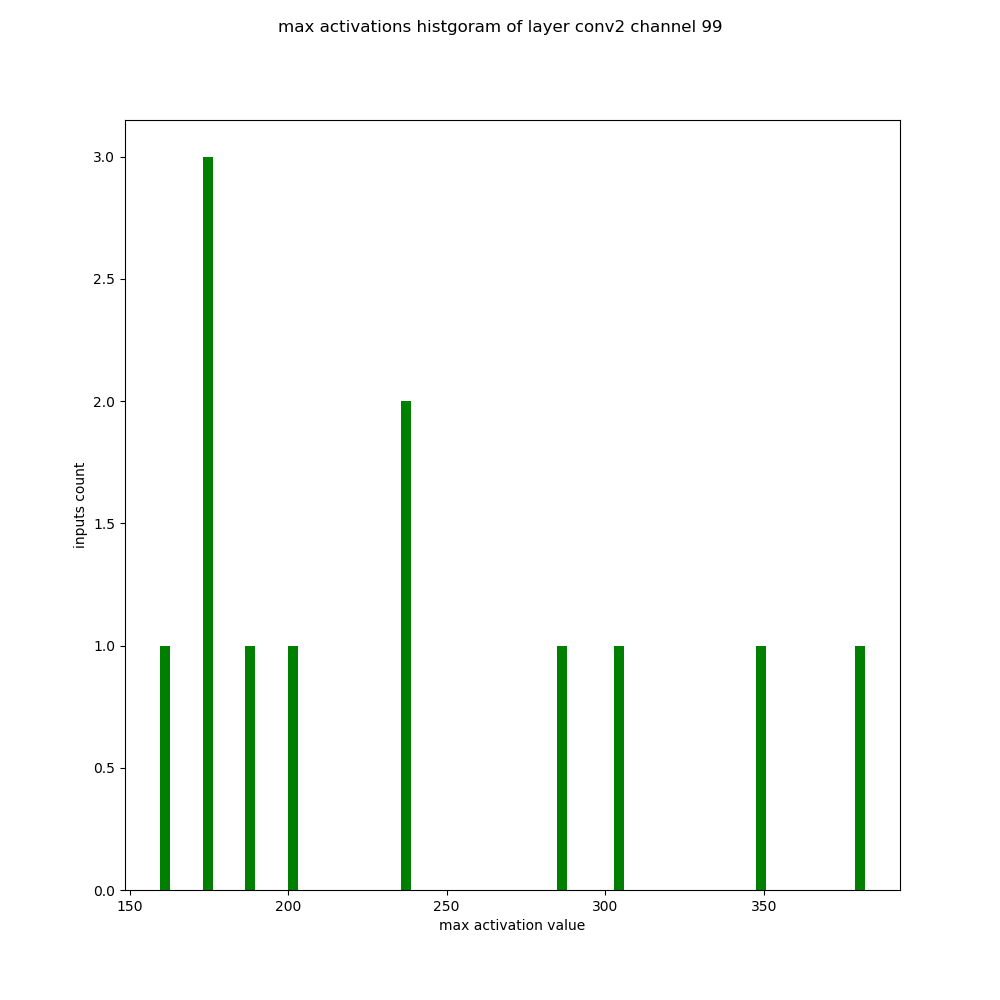 max activations histgoram of layer conv2 channel 99
3.0
2.5
2.0
1.5
1.0
0.5
0.0
inputs count
150 200 250 300 350
max activation value